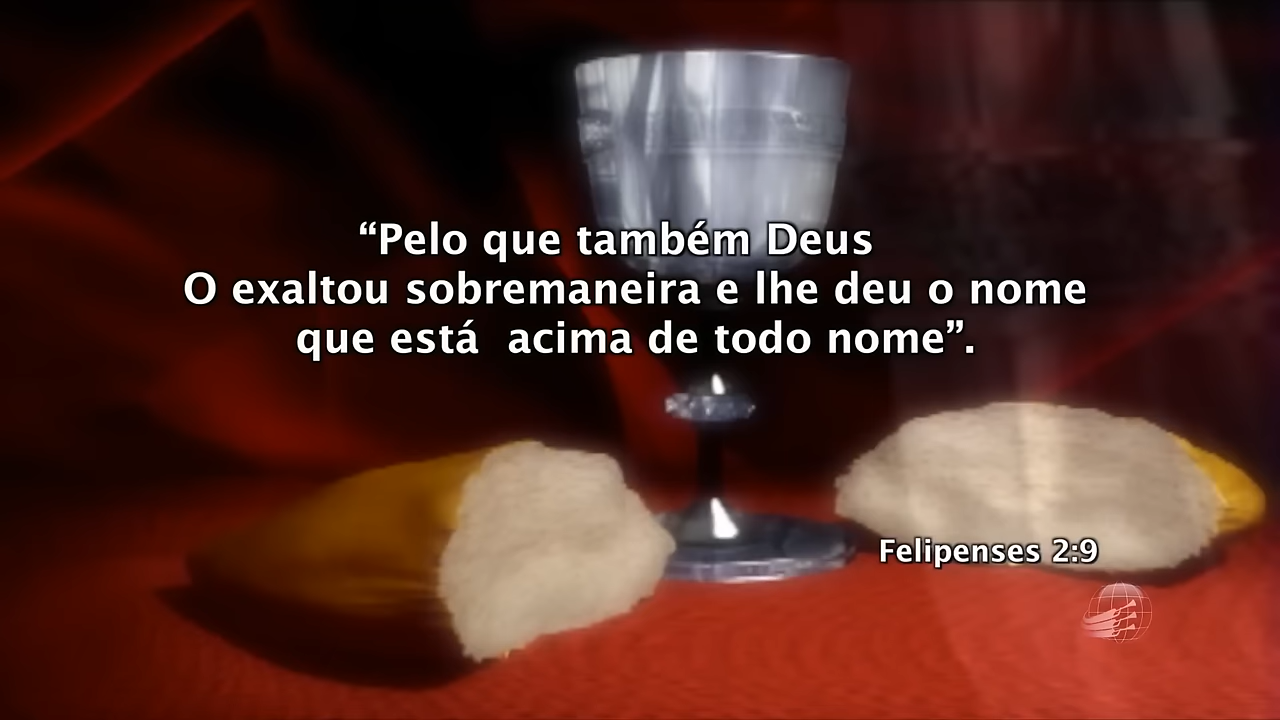 “Pelo que também Deus
O exaltou sobremaneira e lhe deu o nome
que está  acima de todo nome”.
Felipenses 2:9